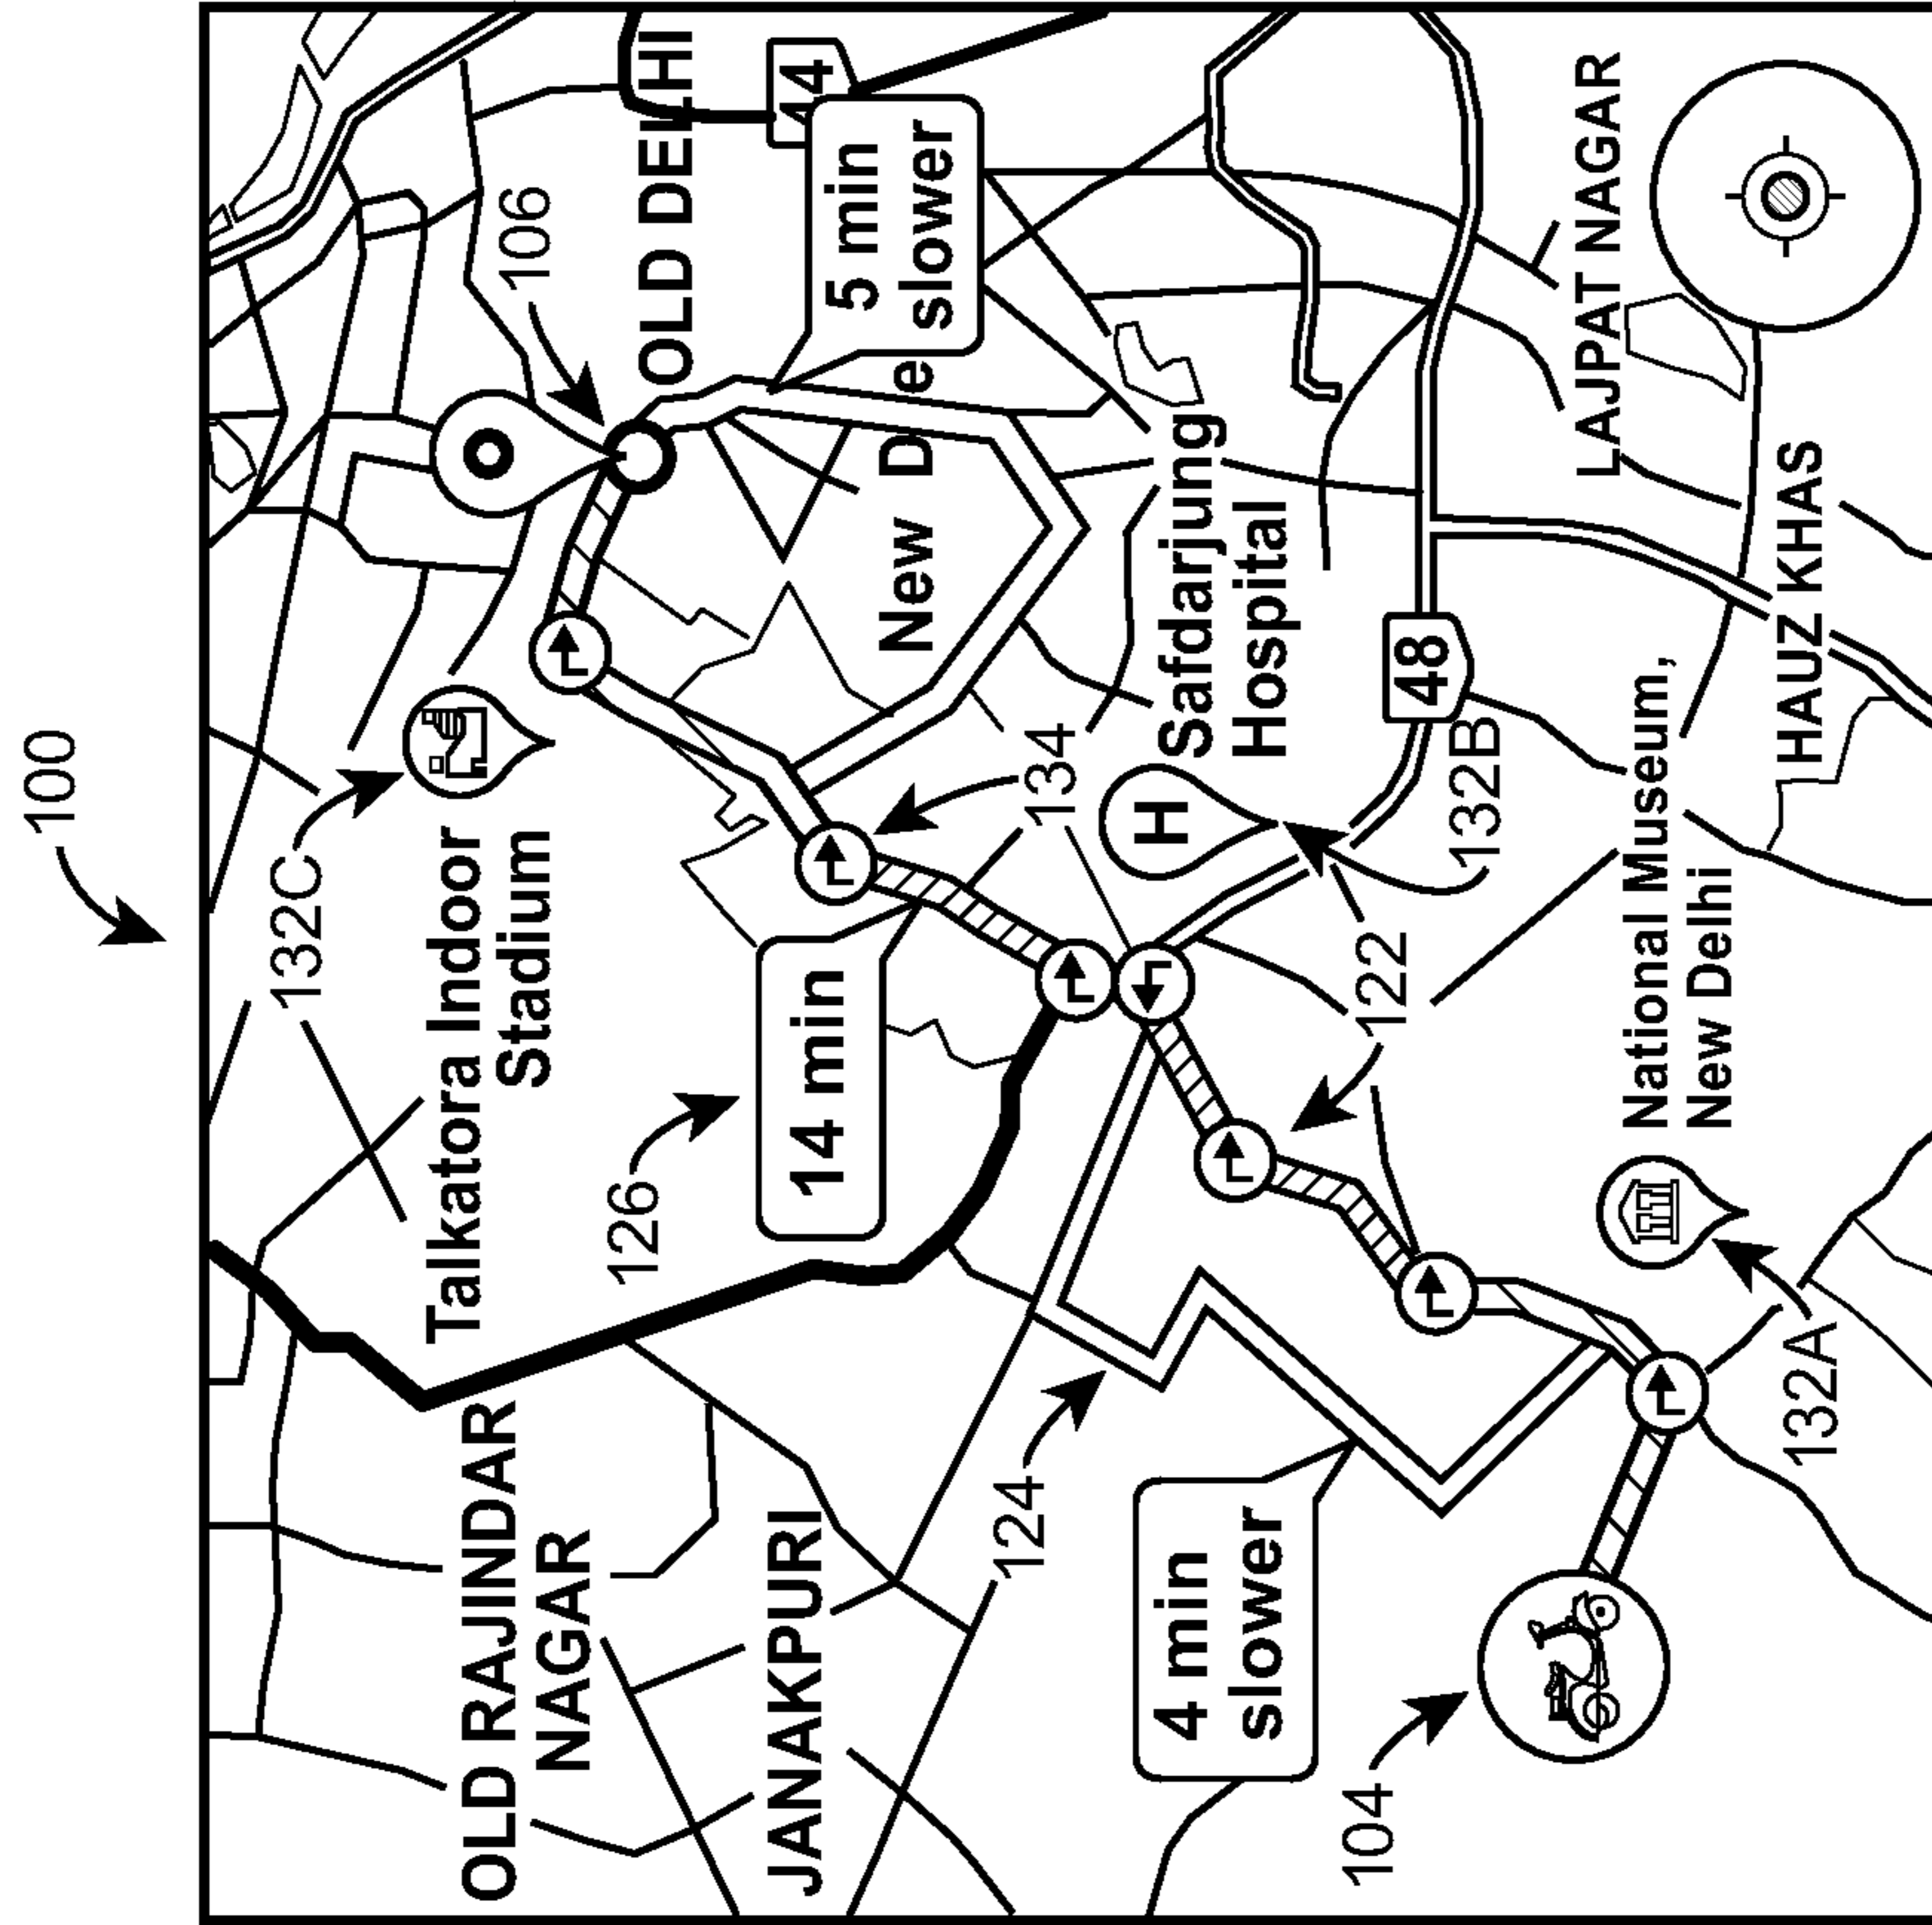 100
132C
Talkatora Indoor
Stadium
106
OLD DELHI
14
5 min
slower
OLD RAJINDAR
NAGAR
126
14 min
New D e
134
JANAKPURI
124
Safdarjung
Hospital
H
48
132B
122
4 min
slower
LAJPAT NAGAR
National Museum,
New Delhi
HAUZ KHAS
104
132A